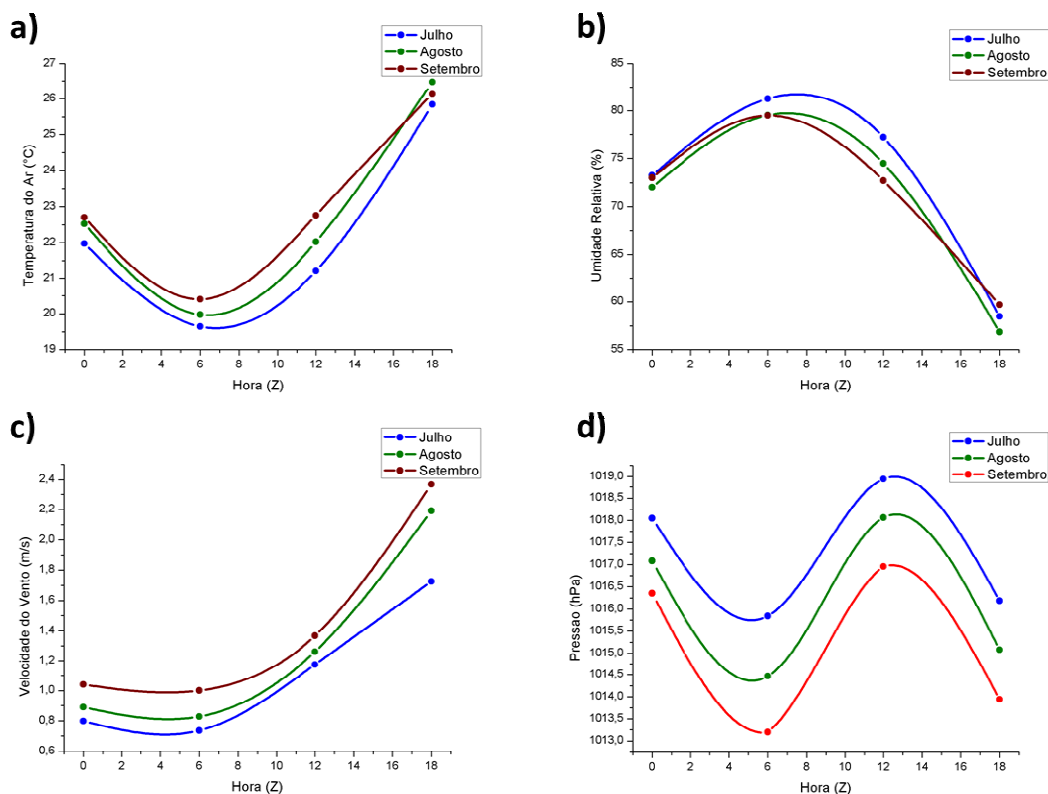 a)
Julho
Agosto
Setembro
27
26
25
24
23
22
21
20
19
Temperatura do Ar (°C)
0 2 4 6 8 10 12 14 16 18
Hora (Z)
b)
Julho
Agosto
Setembro
85
80
75
70
65
60
55
Umidade Relativa (%)
0 2 4 6 8 10 12 14 16 18
Hora (Z)
c)
Julho
Agosto
Setembro
2,4
2,2
2,0
1,8
1,6
1,4
1,2
1,0
0,8
0,6
Velocidade do Vento (m/s)
0 2 4 6 8 10 12 14 16 18
Hora (Z)
d)
Julho
Agosto
Setembro
1019,0
1018,5
1018,0
1017,5
1017,0
1016,5
1016,0
1015,5
1015,0
1014,5
1014,0
1013,5
1013,0
Pressao (hPa)
0 2 4 6 8 10 12 14 16 18
Hora (Z)